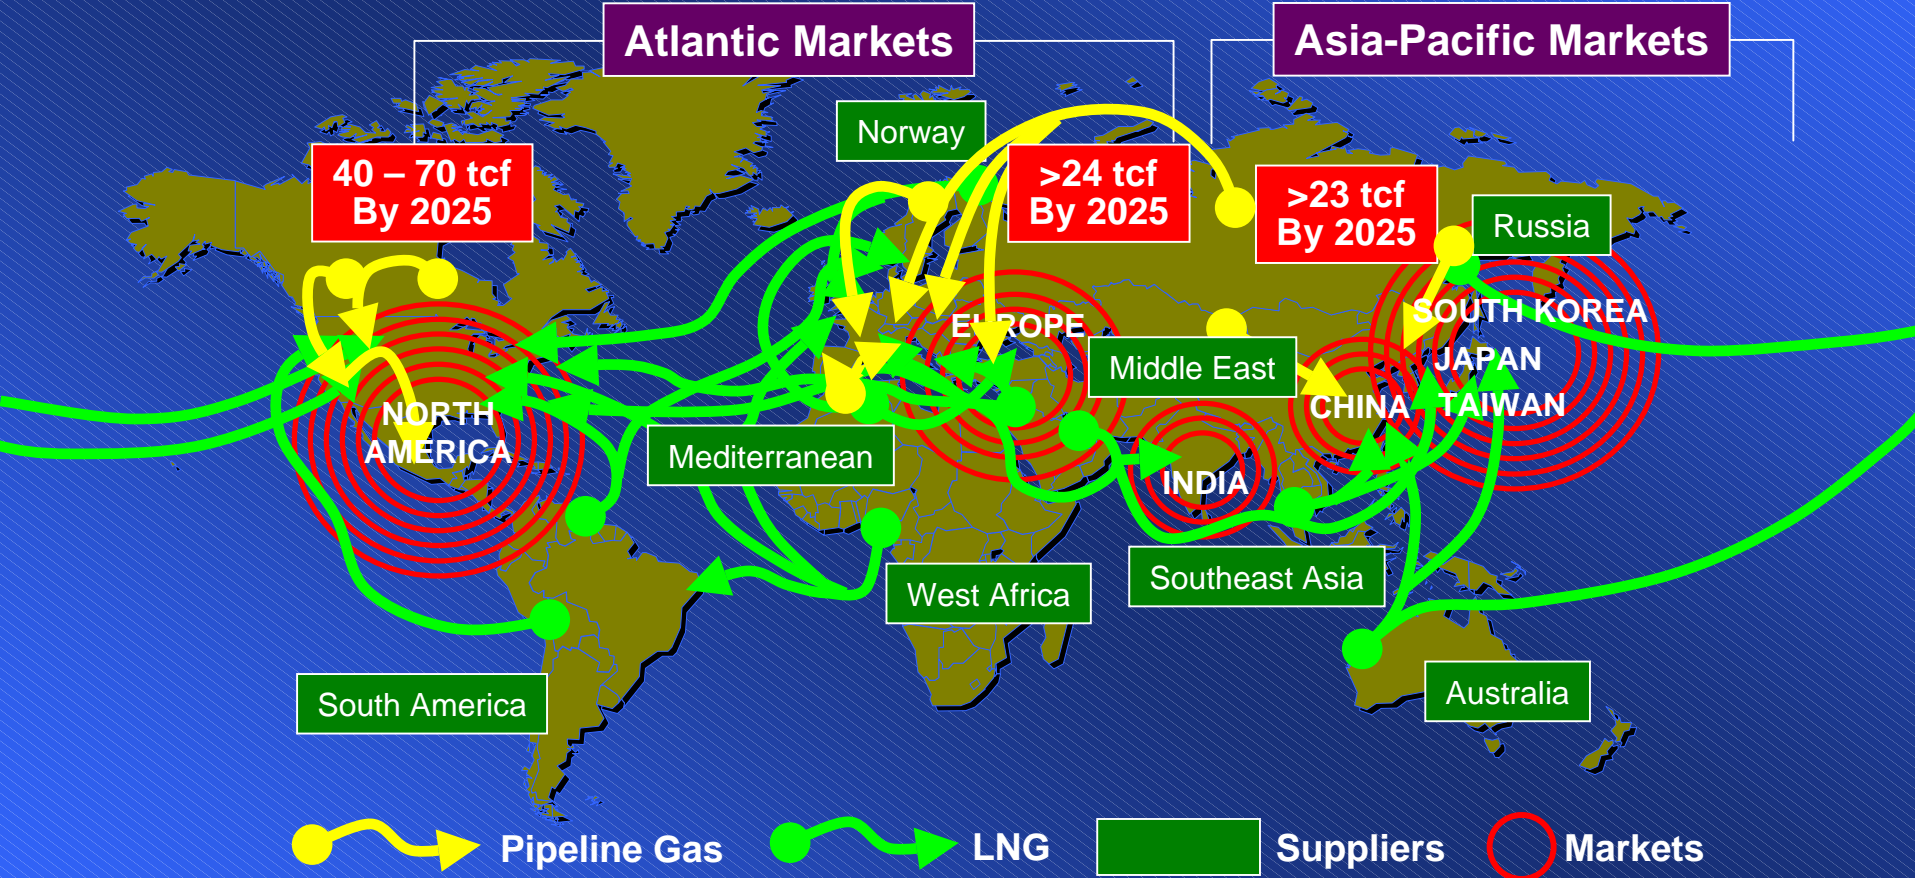 Atlantic Markets
Asia-Pacific Markets
Norway
40 – 70 tcf
By 2025
>24 tcf
By 2025
>23 tcf
By 2025
Russia
SOUTH KOREA
EUROPE
JAPAN
Middle East
CHINA
TAIWAN
NORTH
AMERICA
Mediterranean
INDIA
West Africa
Southeast Asia
South America
Australia
Pipeline Gas
LNG
Suppliers
Markets